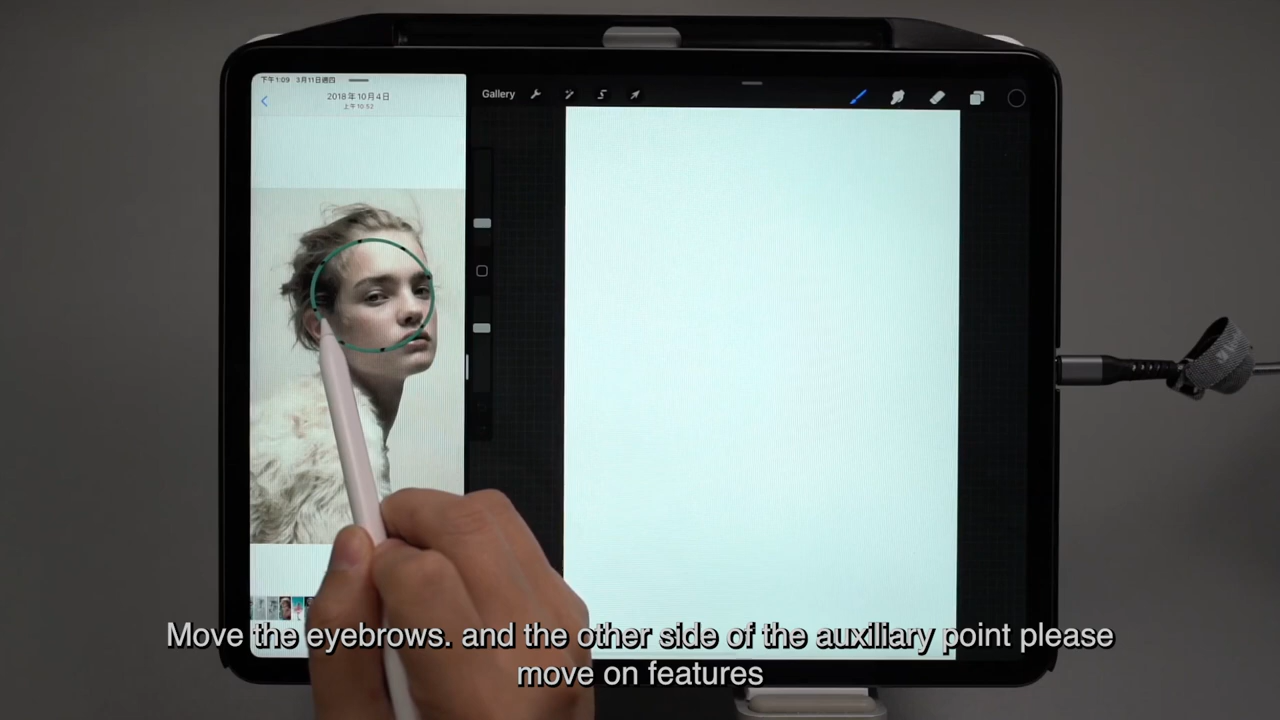 下午1:09 3月11日週四
2018年10月4日
上午10:52
Gallery
Move the eyebrows. and the other side of the auxiliary point please
move on features